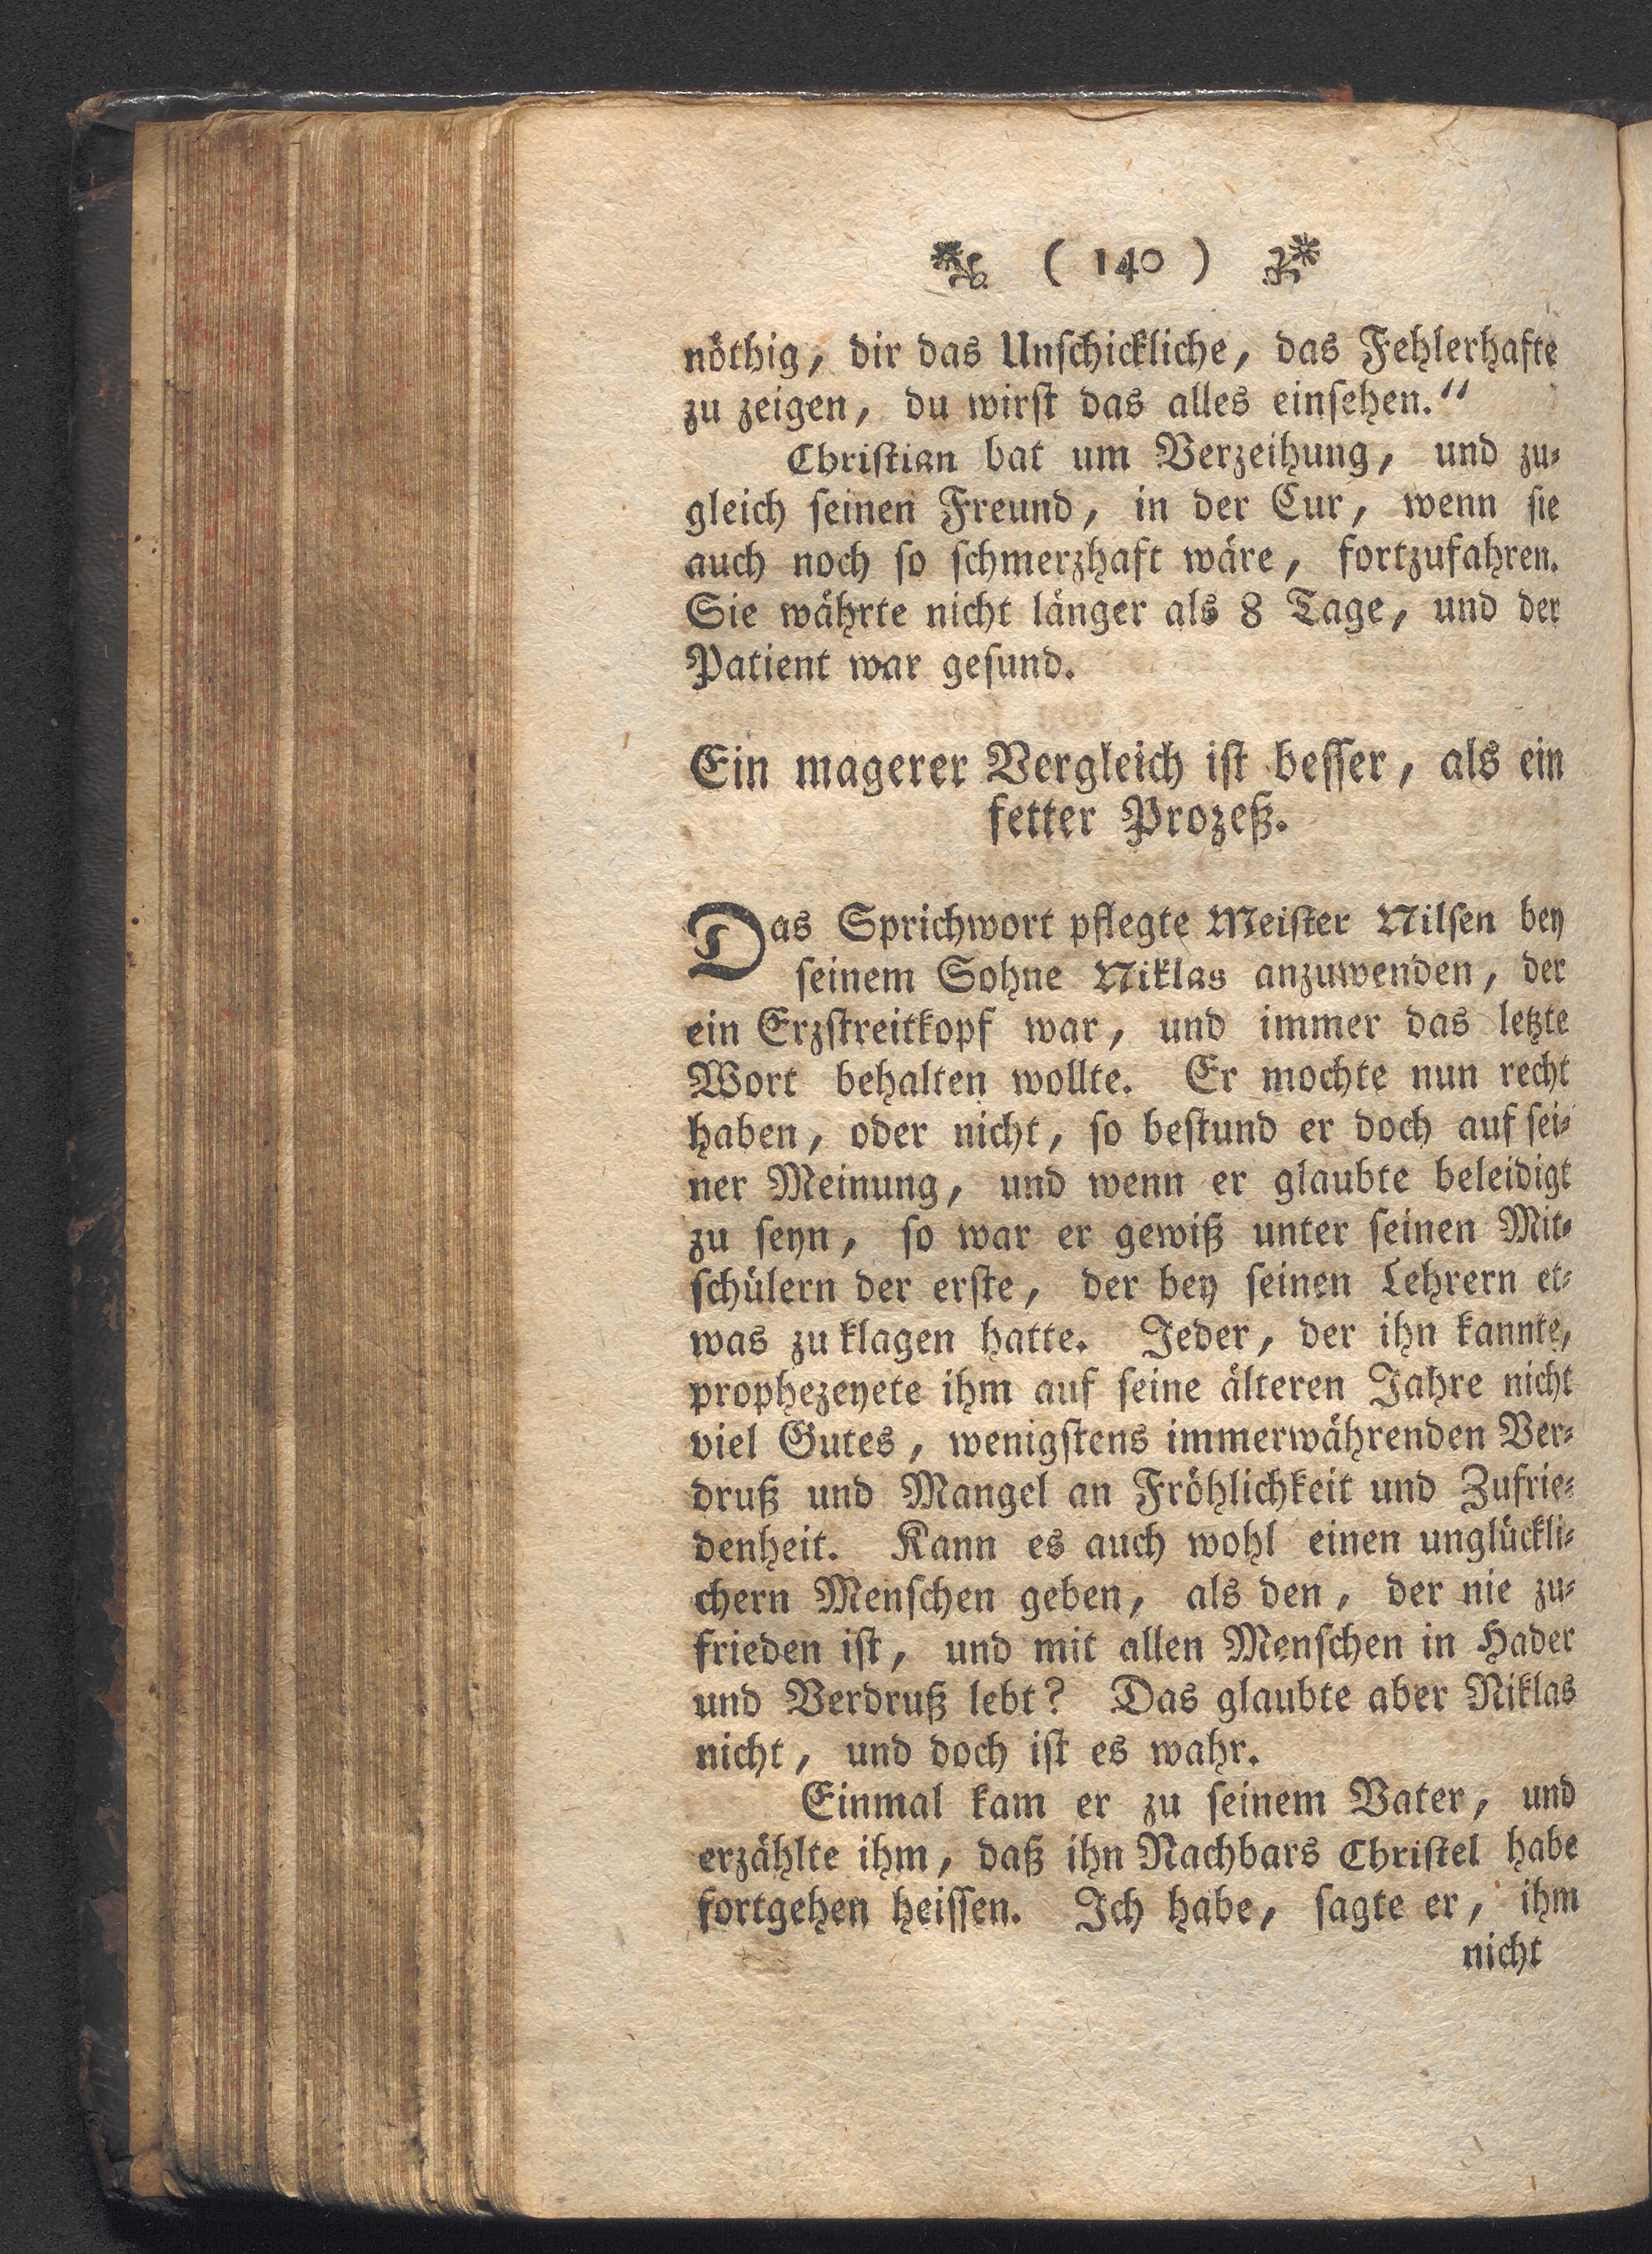 ( 140 )
nöthig, dir das Unſchickliche, das Fehlerhafte
zu zeigen, du wirſt das alles einſehen.“
Chriſtian bat um Verzeihung, und zu⸗
gleich ſeinen Freund, in der Cur, wenn ſie
auch noch ſo ſchmerzhaft wäre, fortzufahren.
Sie währte nicht länger als 8 Tage, und der
Patient war geſund.
Ein magerer Vergleich iſt beſſer, als ein
fetter Prozeß.
Das Sprichwort pflegte Meiſter Nilſen bey
ſeinem Sohne Niklas anzuwenden, der
ein Erzſtreitkopf war, und immer das letzte
Wort behalten wollte. Er mochte nun recht
haben, oder nicht, ſo beſtund er doch auf ſei⸗
ner Meinung, und wenn er glaubte beleidigt
zu ſeyn, ſo war er gewiß unter ſeinen Mit⸗
ſchülern der erſte, der bey ſeinen Lehrern et⸗
was zu klagen hatte. Jeder, der ihn kannte,
prophezeyete ihm auf ſeine älteren Jahre nicht
viel Gutes, wenigſtens immerwährenden Ver⸗
druß und Mangel an Fröhlichkeit und Zufrie⸗
denheit. Kann es auch wohl einen unglückli⸗
chern Menſchen geben, als den, der nie zu⸗
frieden iſt, und mit allen Menſchen in Hader
und Verdruß lebt? Das glaubte aber Niklas
nicht, und doch iſt es wahr.
Einmal kam er zu ſeinem Vater, und
erzählte ihm, daß ihn Nachbars Chriſtel habe
fortgehen heiſſen. Ich habe, ſagte er, ihm
nicht